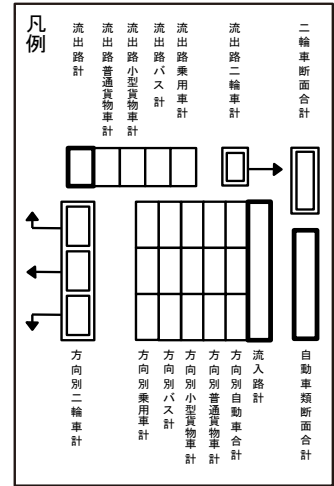 凡例
二輪車断面合計
流出路二輪車計
流出路乗用車計
流出路バス計
流出路小型貨物車計
流出路普通貨物車計
流出路計
自動車類断面合計
流入路計
方向別自動車合計
方向別普通貨物車計
方向別小型貨物車計
方向別バス計
方向別乗用車計
方向別二輪車計